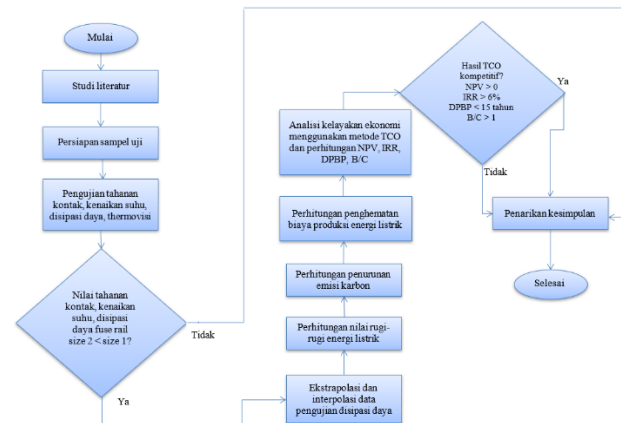 Mulai
Studi literatur
Persiapan sampel uji
Pengujian tahanan
kontak, kenaikan suhu,
disipasi daya, thermovisi
Nilai tahanan
kontak, kenaikan
suhu, disipasi
daya fuse rail
size 2 < size 1?
Tidak
Ya
Ekstrapolasi dan
interpolasi data
pengujian disipasi daya
Perhitungan nilai rugi-
rugi energi listrik
Perhitungan penurunan
emisi karbon
Perhitungan penghematan
biaya produksi energi listrik
Analisi kelayakan ekonomi
menggunakan metode TCO
dan perhitungan NPV, IRR,
DPBP, B/C
Hasil TCO
kompetitif?
NPV > 0
IRR > 6%
DPBP < 15 tahun
B/C > 1
Ya
Tidak
Penarikan kesimpulan
Selesai